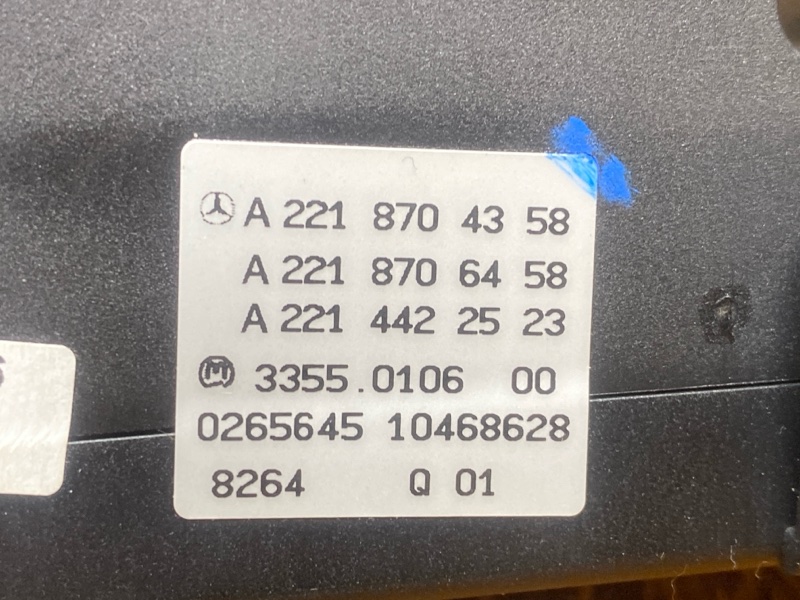 A 221 870 43 58
A 221 870 64 58
A 221 442 25 23
M 3355.0106 00
0265645 10468628
8264 Q 01